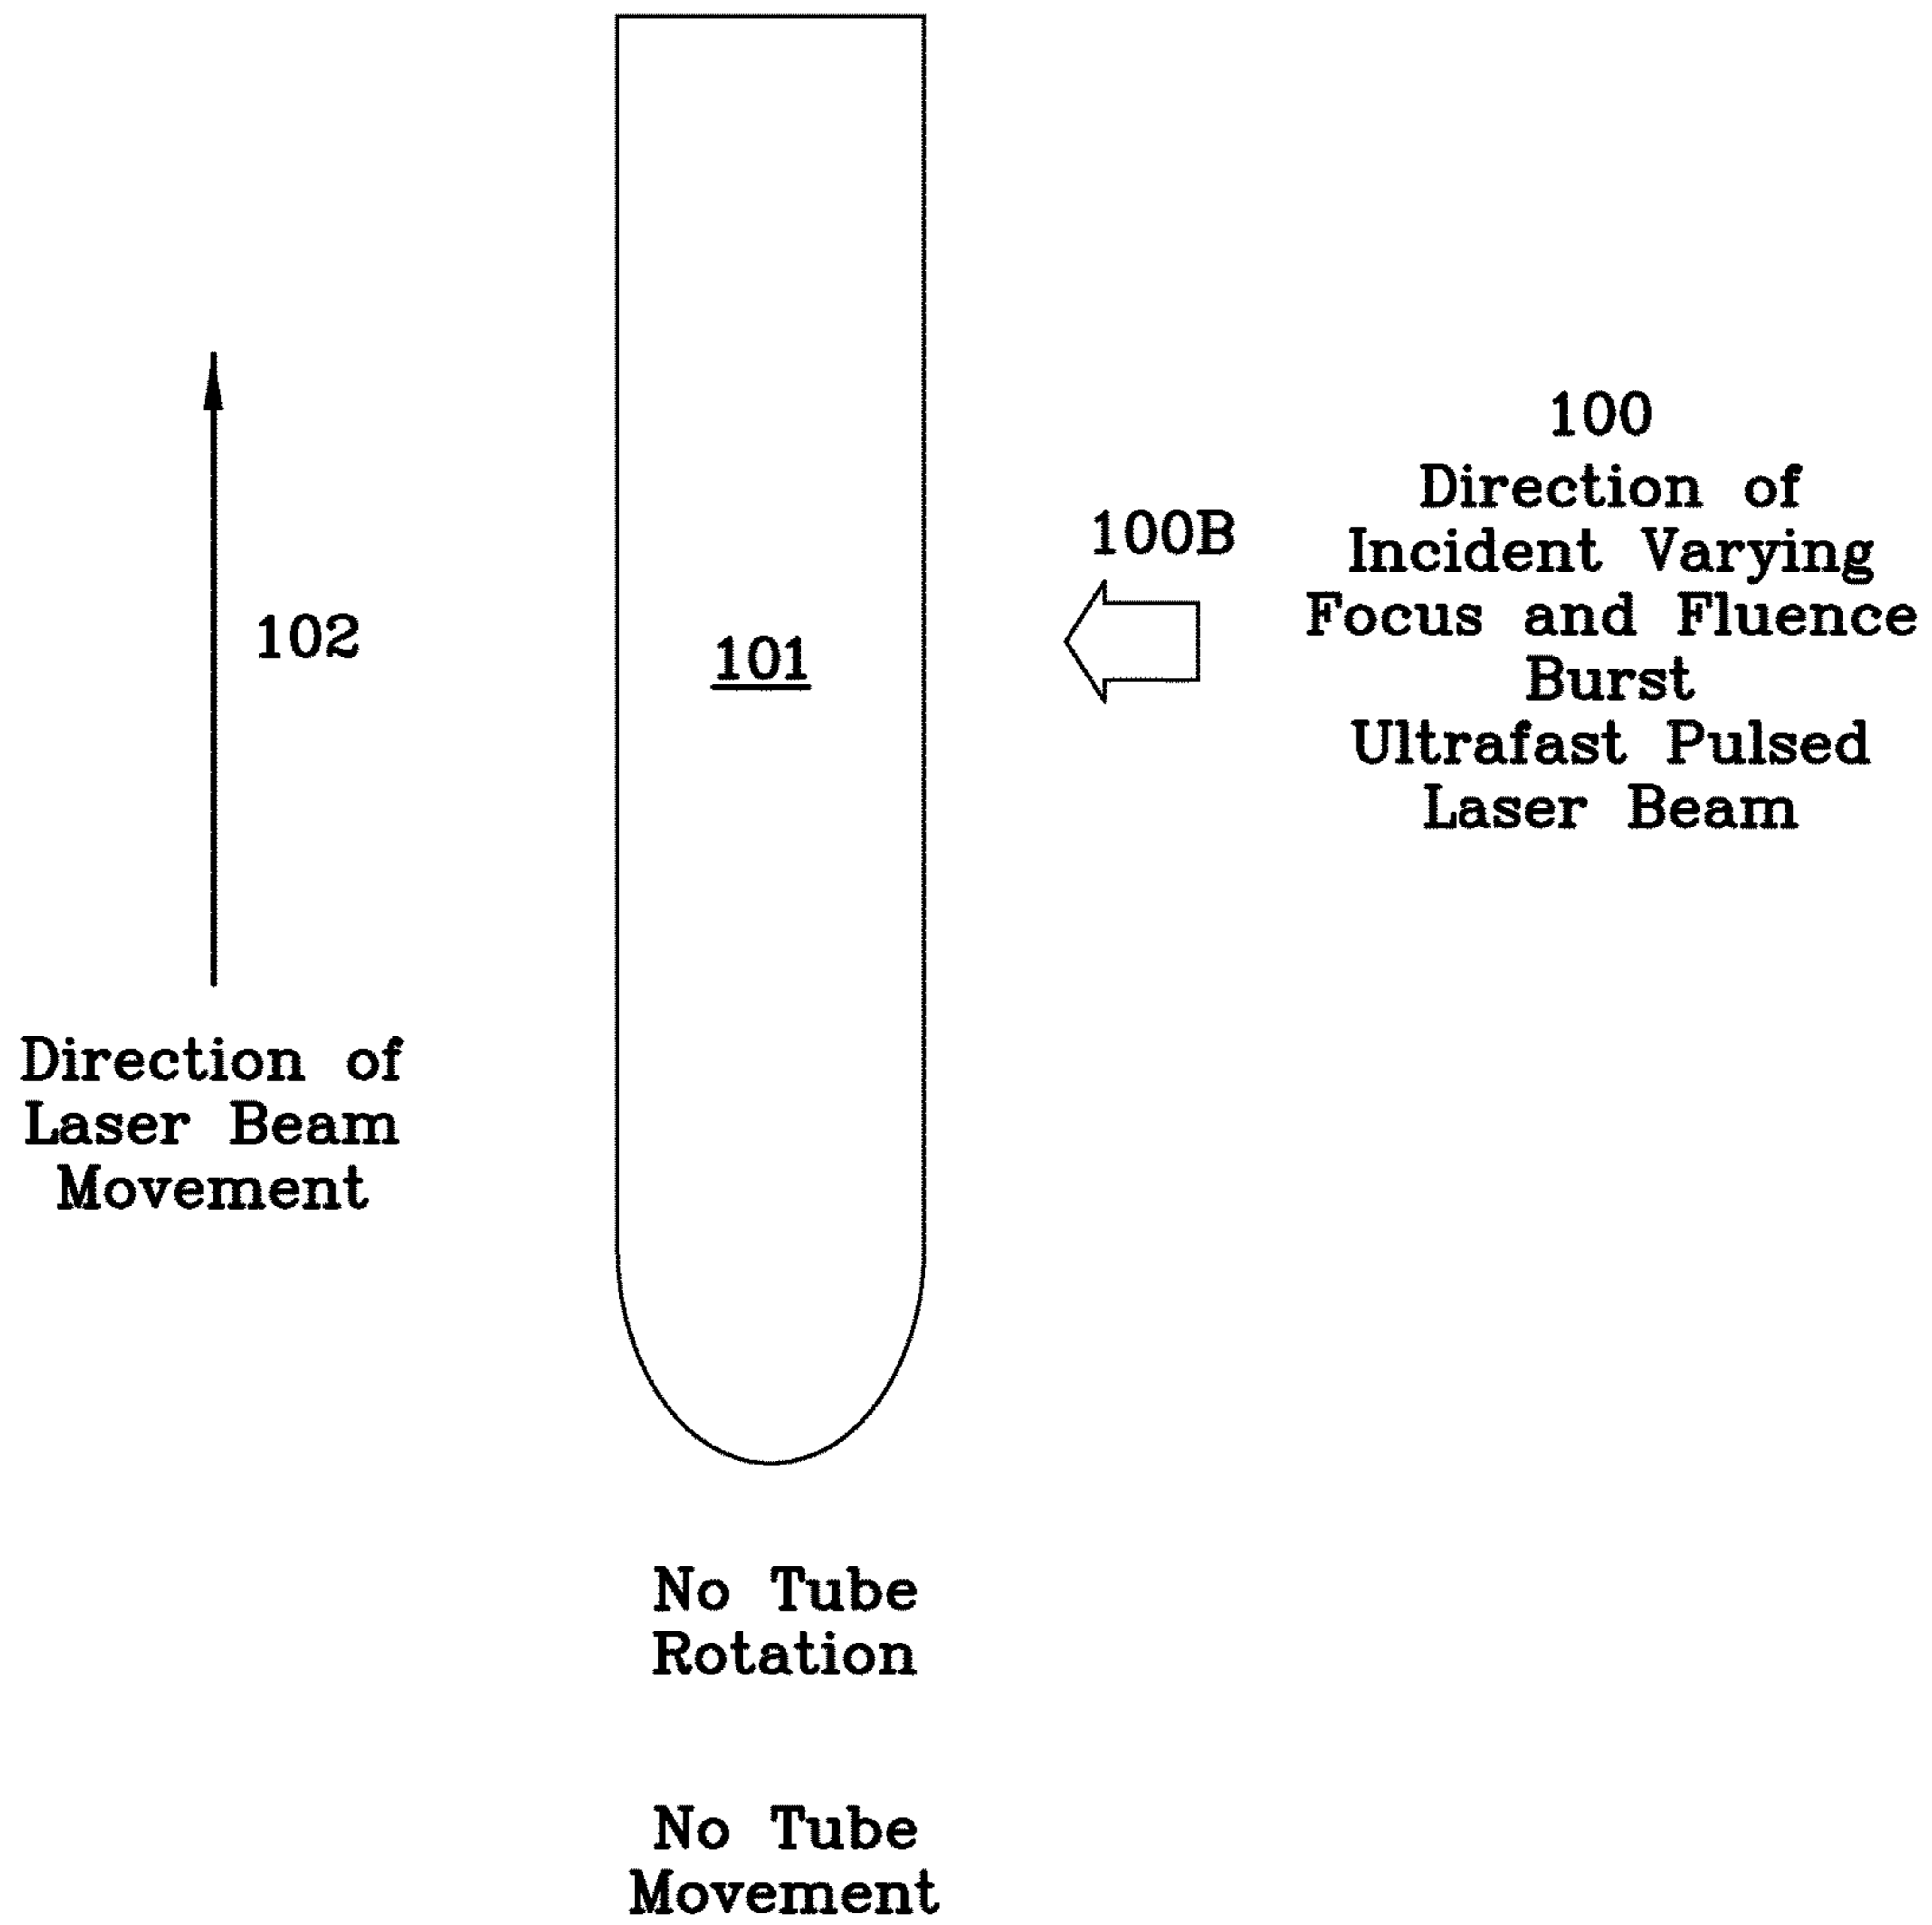 102
Direction of
Laser Beam
Movement
101
100B
100
Direction of
Incident Varying
Focus and Fluence
Burst
Ultrafast Pulsed
Laser Beam
No Tube
Rotation
No Tube
Movement